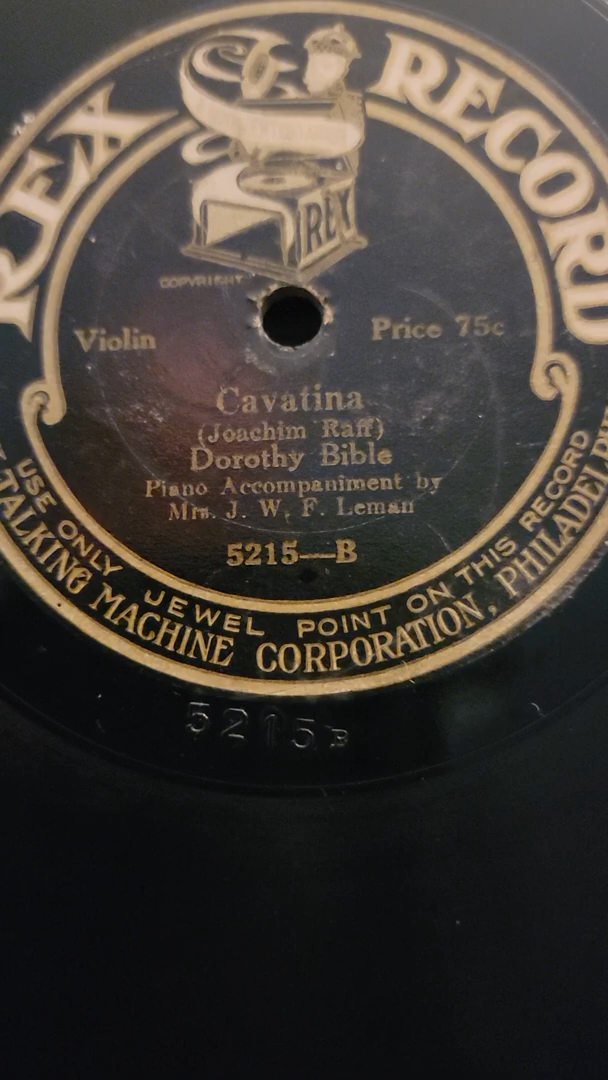 REX RECORD
REX
COPYRIGHT
Violin
Price 75c
Cavatina
(Joachim Raff)
Dorothy Bible
Piano Accompaniment by
Mrs. J. W. F. Leman
5215—B
USE ONLY JEWEL POINT ON THIS RECORD
TALKING MACHINE CORPORATION, PHILADELPHI
5215B